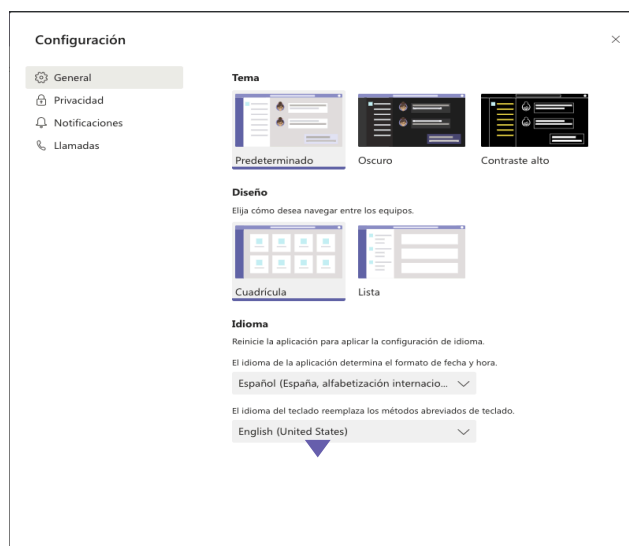 Configuración
General
Privacidad
Notificaciones
Llamadas
Tema
Predeterminado
Oscuro
Contraste alto
Diseño
Elija cómo desea navegar entre los equipos.
Cuadrícula
Lista
Idioma
Reinicie la aplicación para aplicar la configuración de idioma.
El idioma de la aplicación determina el formato de fecha y hora.
Español (España, alfabetización internacio...
El idioma del teclado reemplaza los métodos abreviados de teclado.
English (United States)